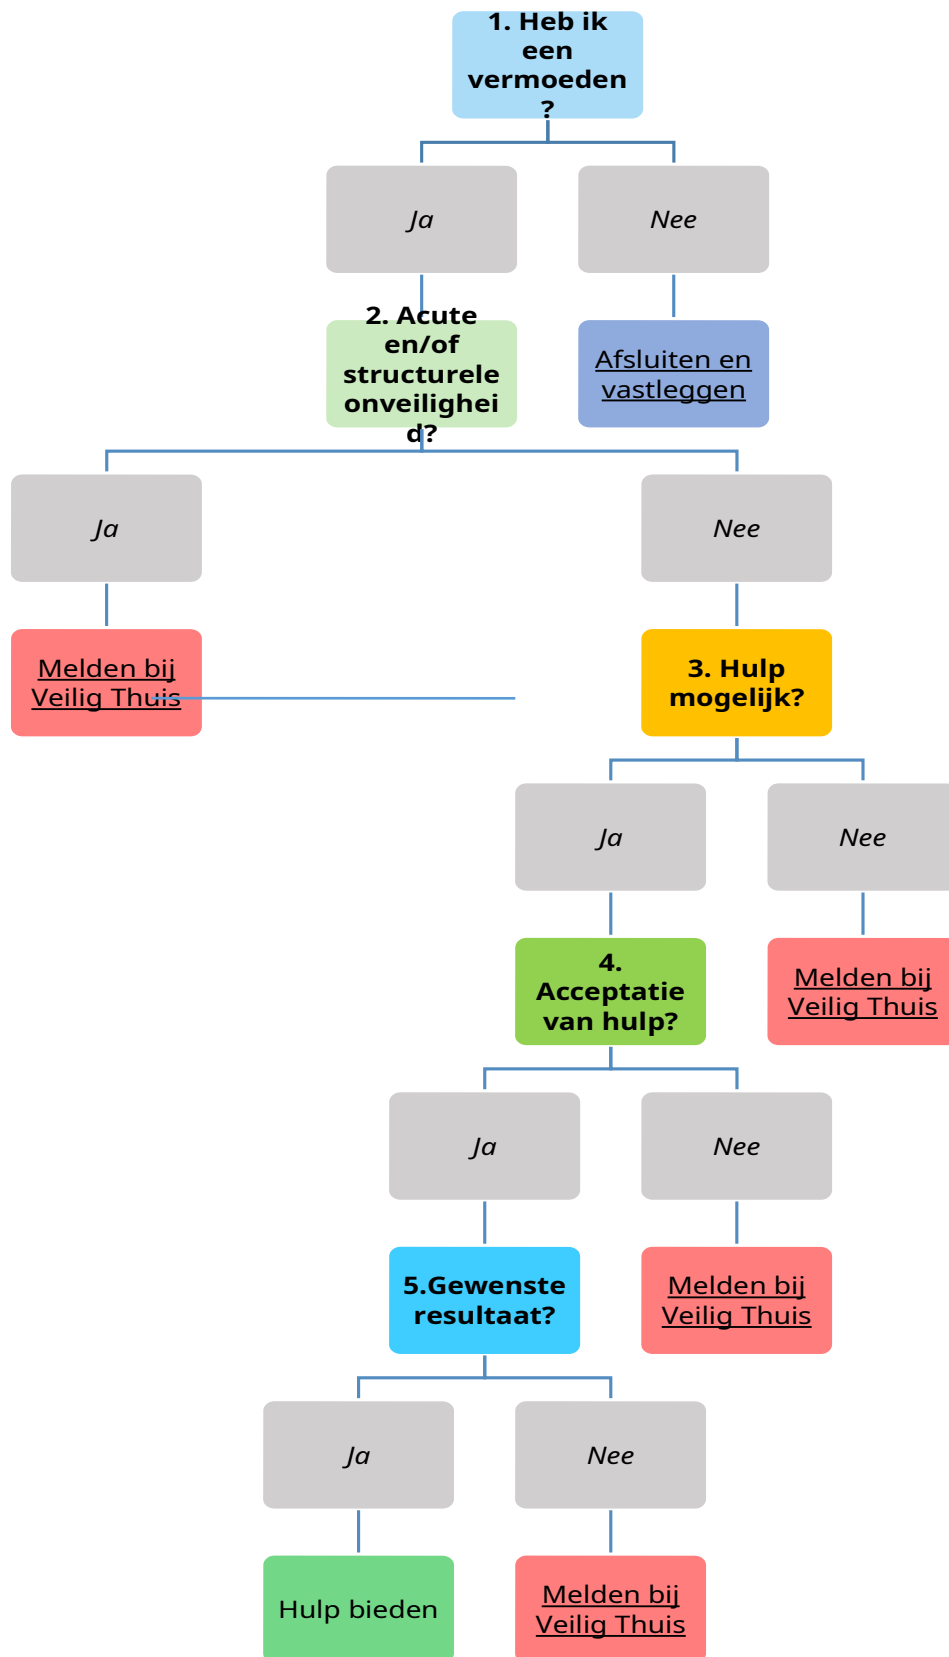 1. Heb ik
een
vermoeden
?
Ja
Nee
2. Acute
en/of
structurele
onveilighei
d?
Afsluiten en
vastleggen
Ja
Nee
Melden bij
Veilig Thuis
3. Hulp
mogelijk?
Ja
Nee
4.
Acceptatie
van hulp?
Melden bij
Veilig Thuis
Ja
Nee
5.Gewenste
resultaat?
Melden bij
Veilig Thuis
Ja
Nee
Hulp bieden
Melden bij
Veilig Thuis